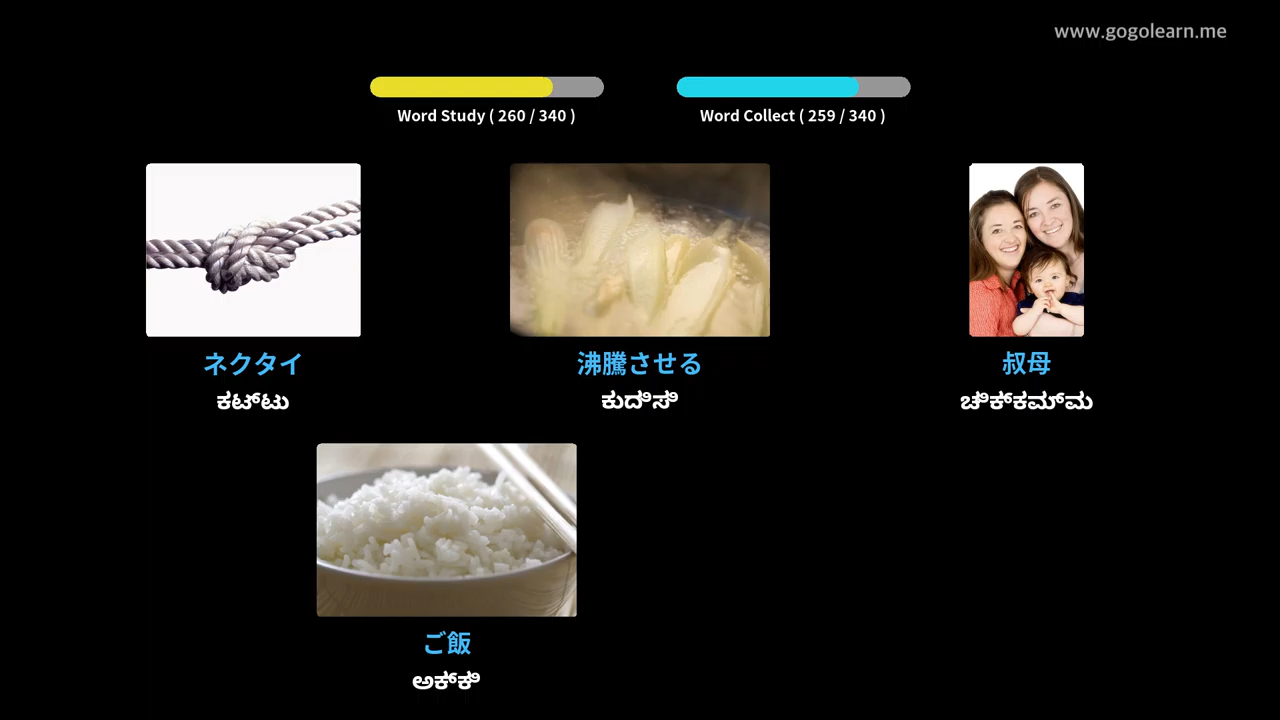 www.gogolearn.me
Word Study ( 260 / 340 )
Word Collect ( 259 / 340 )
ネクタイ
沸騰させる
叔母
ಕಟ್ಟು
ಕುದಿಸಿ
ಚಿಕ್ಕಮ್ಮ
ご飯
ಅಕ್ಕಿ